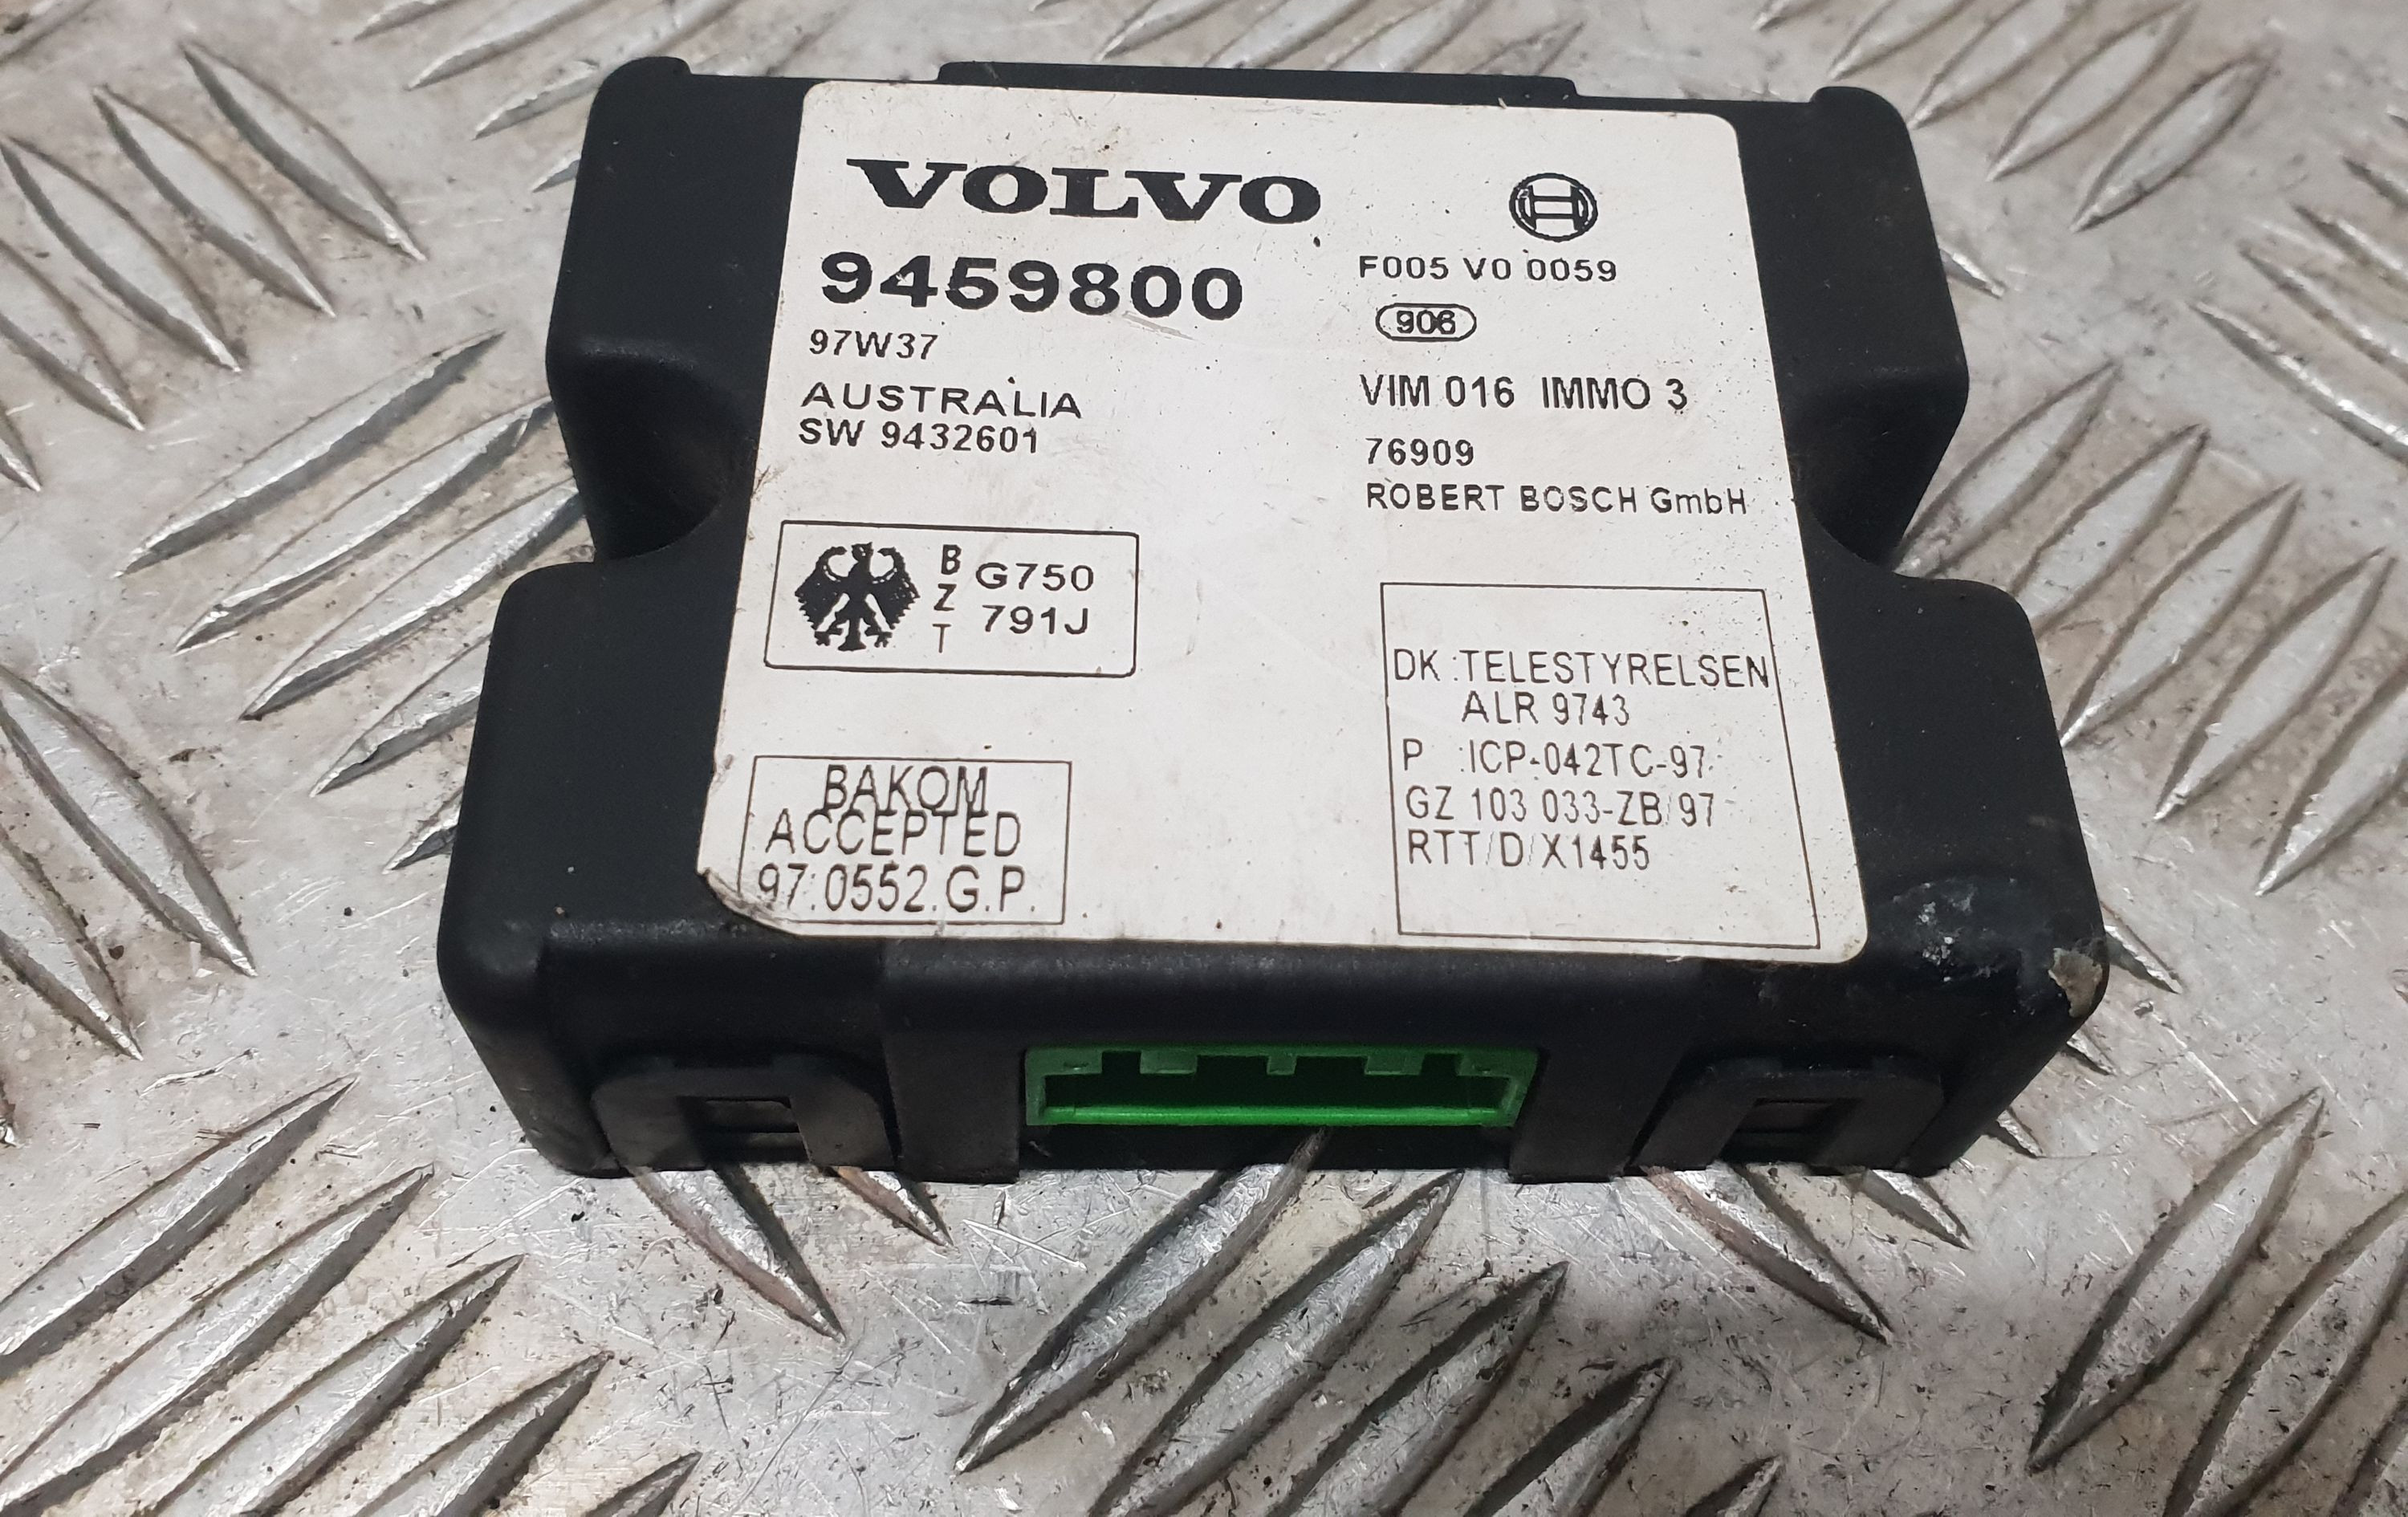 VOLVO
9459800
97W37
AUSTRALIA
SW 9432601
F005 V0 0059
906
VIM 016 IMMO 3
76909
ROBERT BOSCH GmbH
BZT
G750
791J
BAKOM
ACCEPTED
97.0552.G.P.
DK :TELESTYRELSEN
ALR 9743
P :ICP-042TC-97
GZ 103 033-ZB/97
RTT/D/X1455